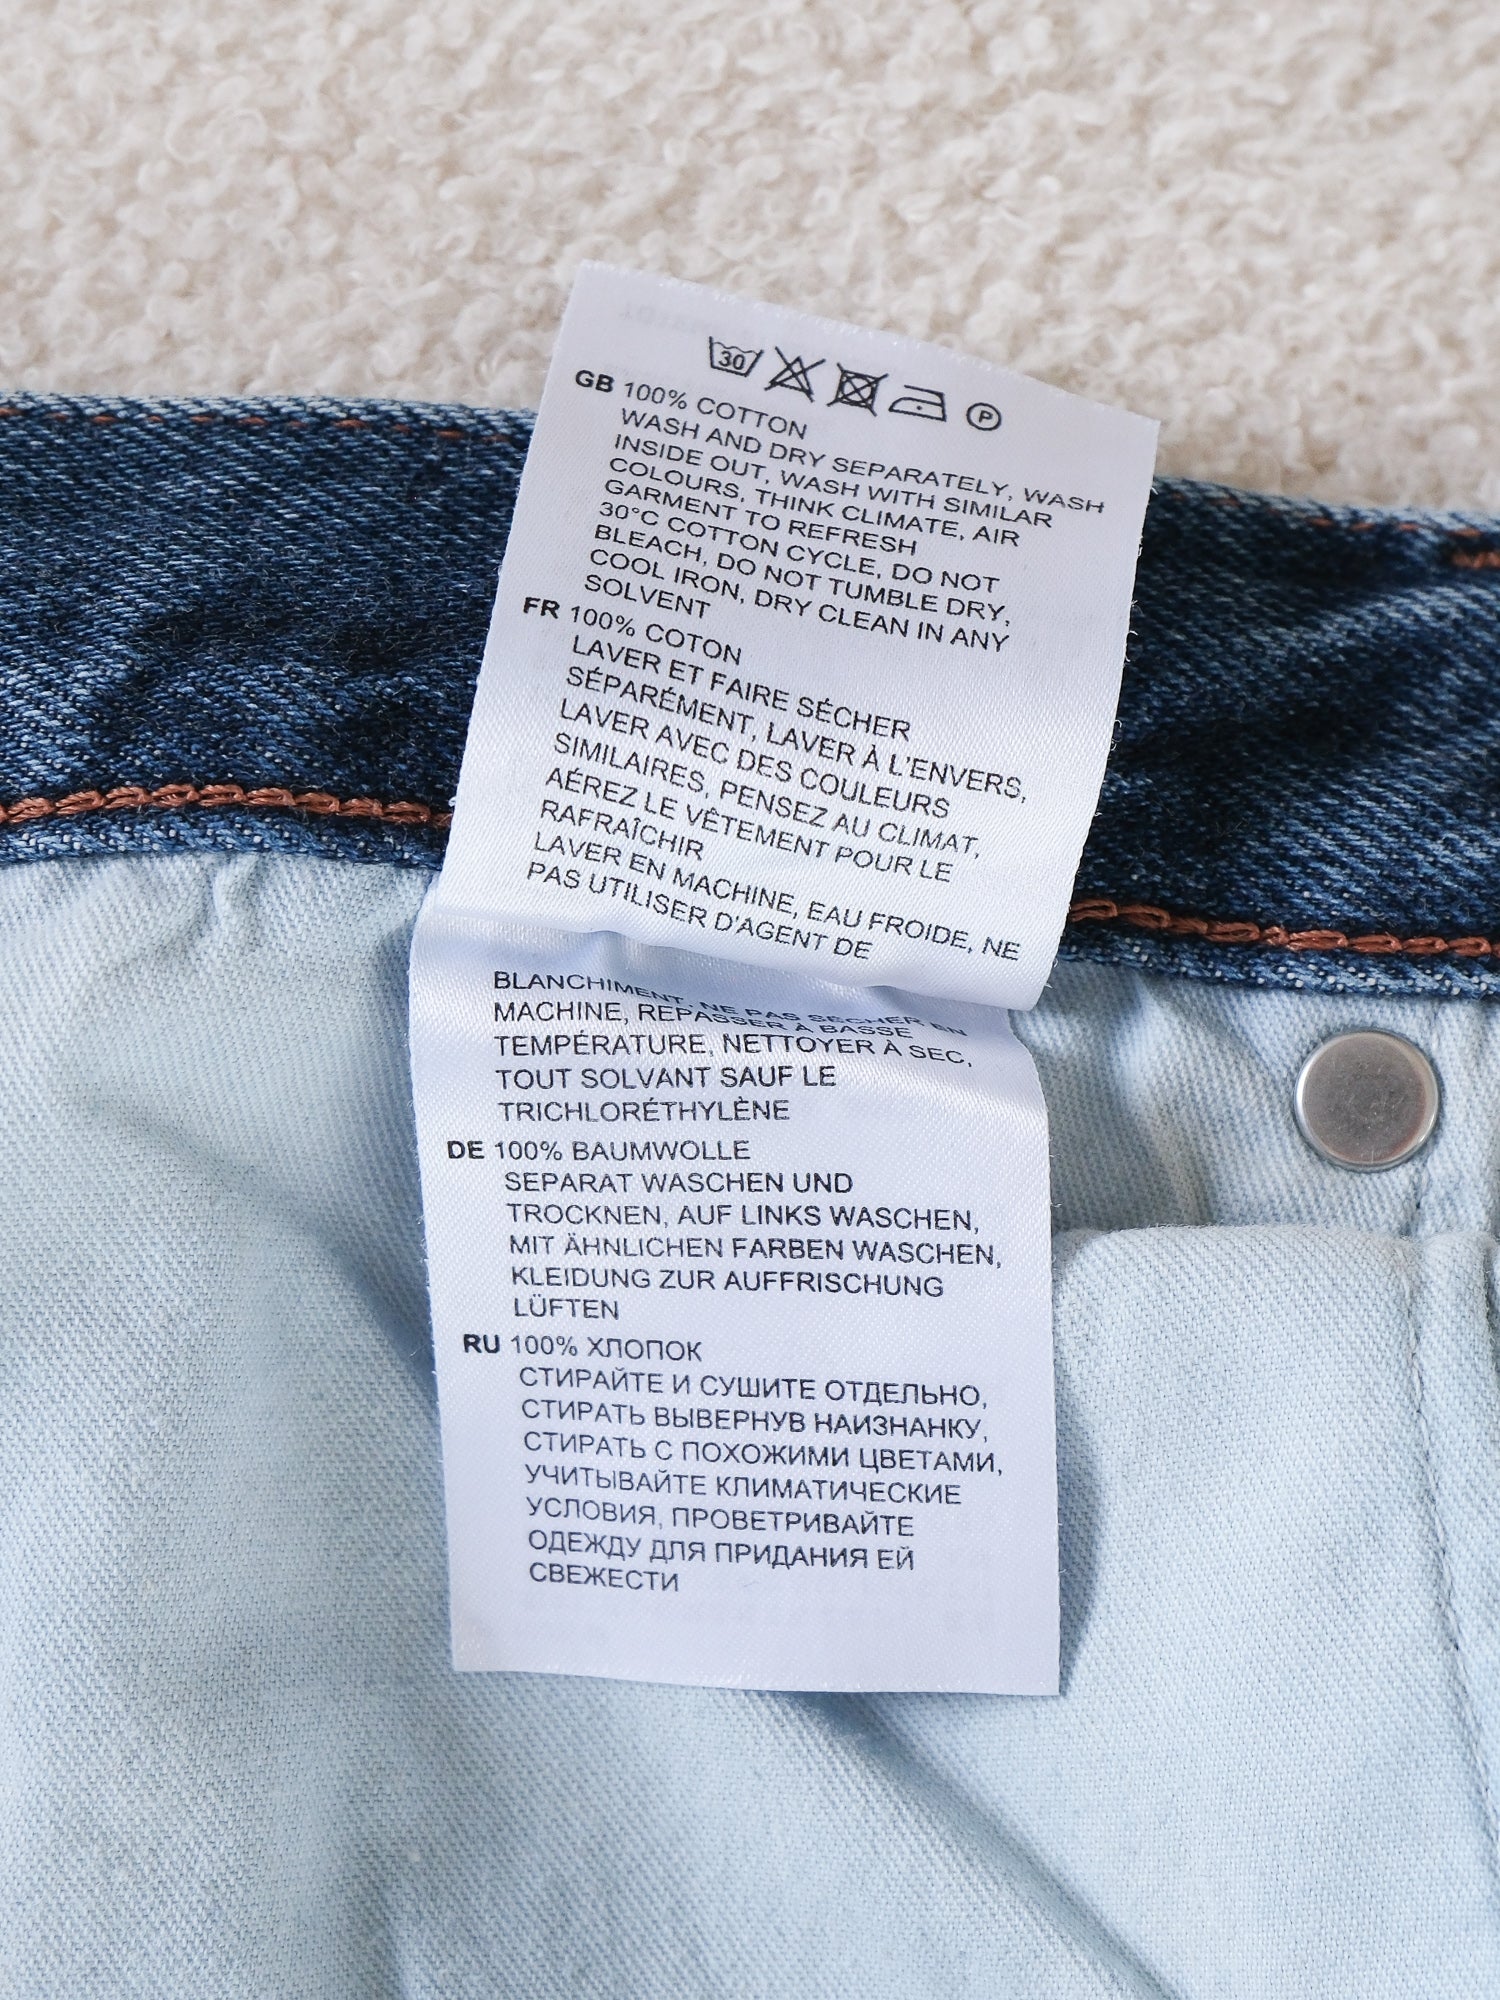 30
P
GB 100% COTTON
WASH AND DRY SEPARATELY, WASH
INSIDE OUT, WASH WITH SIMILAR
COLOURS, THINK CLIMATE, AIR
GARMENT TO REFRESH
30°C COTTON CYCLE, DO NOT
BLEACH, DO NOT TUMBLE DRY,
COOL IRON, DRY CLEAN IN ANY
SOLVENT
FR 100% COTON
LAVER ET FAIRE SÉCHER
SÉPARÉMENT, LAVER À L'ENVERS,
LAVER AVEC DES COULEURS
SIMILAIRES, PENSEZ AU CLIMAT,
AÉREZ LE VÊTEMENT POUR LE
RAFRAÎCHIR
LAVER EN MACHINE, EAU FROIDE, NE
PAS UTILISER D'AGENT DE
BLANCHIMENT, NE PAS SÉCHER EN
MACHINE, REPASSER À BASSE
TEMPÉRATURE, NETTOYER À SEC,
TOUT SOLVANT SAUF LE
TRICHLORÉTHYLÈNE
DE 100% BAUMWOLLE
SEPARAT WASCHEN UND
TROCKNEN, AUF LINKS WASCHEN,
MIT ÄHNLICHEN FARBEN WASCHEN,
KLEIDUNG ZUR AUFFRISCHUNG
LÜFTEN
RU 100% ХЛОПОК
СТИРАЙТЕ И СУШИТЕ ОТДЕЛЬНО,
СТИРАТЬ ВЫВЕРНУВ НАИЗНАНКУ,
СТИРАТЬ С ПОХОЖИМИ ЦВЕТАМИ,
УЧИТЫВАЙТЕ КЛИМАТИЧЕСКИЕ
УСЛОВИЯ, ПРОВЕТРИВАЙТЕ
ОДЕЖДУ ДЛЯ ПРИДАНИЯ ЕЙ
СВЕЖЕСТИ